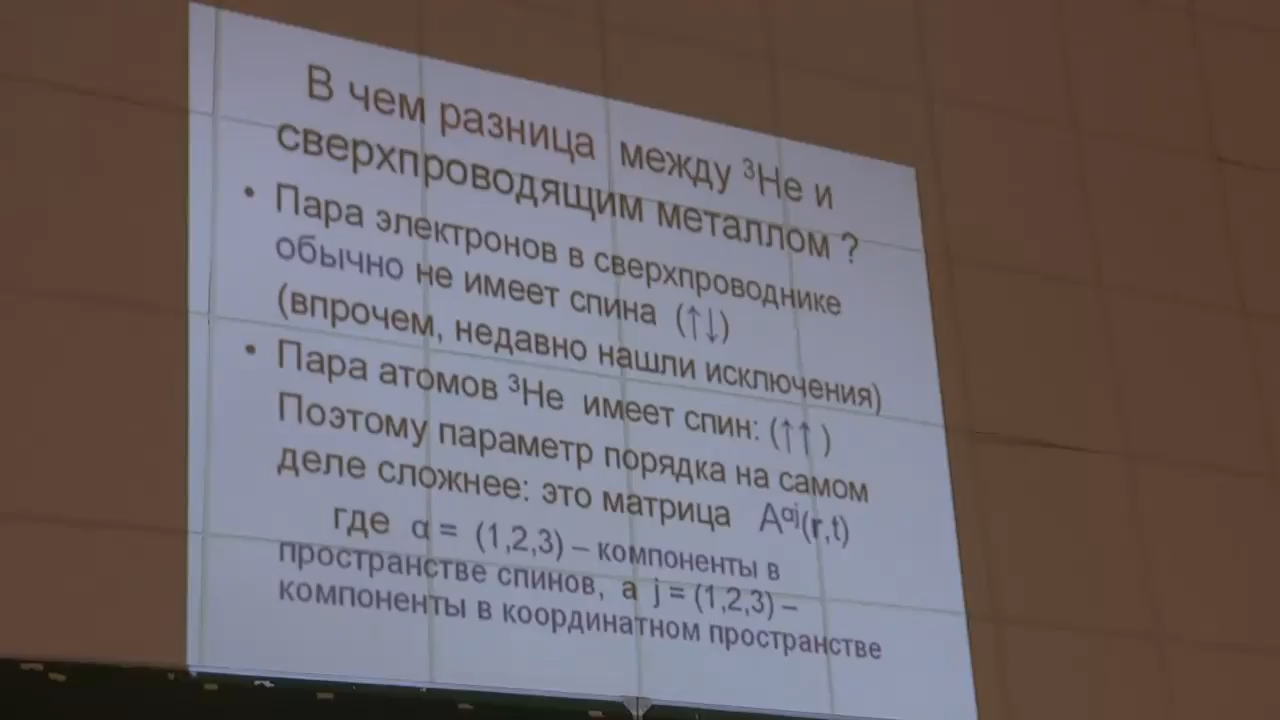 В чем разница между ³He и
сверхпроводящим металлом ?
• Пара электронов в сверхпроводнике
обычно не имеет спина (↑↓)
(впрочем, недавно нашли исключения)
• Пара атомов ³He имеет спин: (↑↑ )
Поэтому параметр порядка на самом
деле сложнее: это матрица Aᵅʲ(r,t)
где α = (1,2,3) – компоненты в
пространстве спинов, а j = (1,2,3) –
компоненты в координатном пространстве